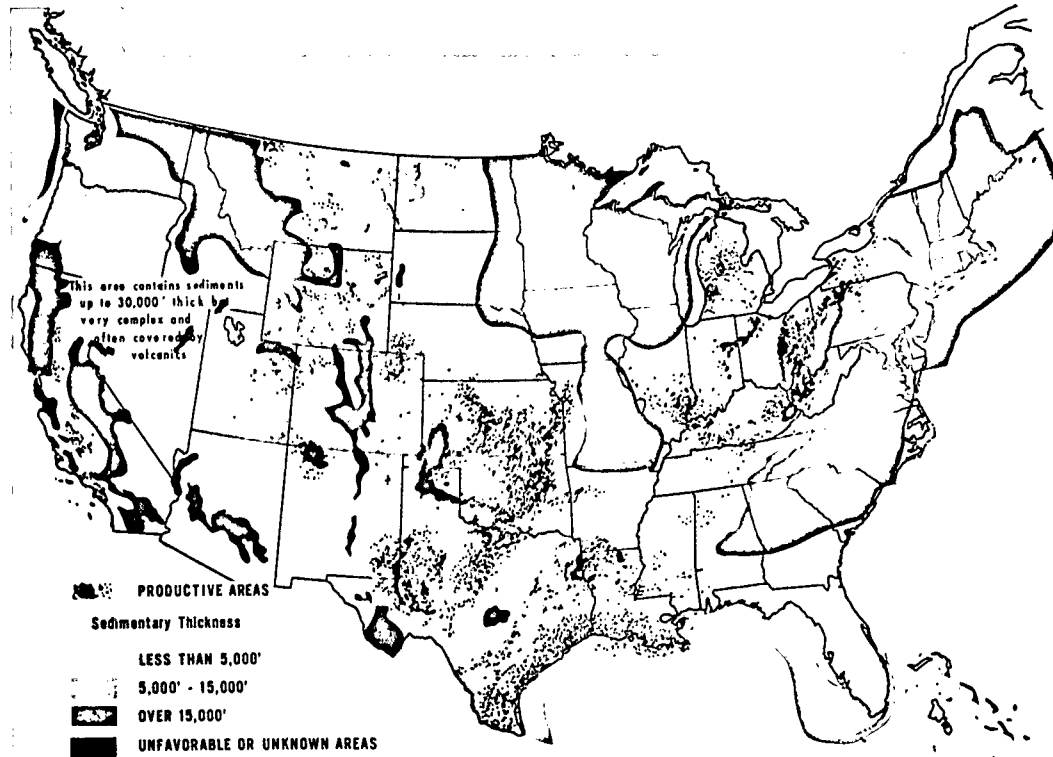 This area contains sediments
up to 30,000' thick but
very complex and
often covered by
volcanics
PRODUCTIVE AREAS
Sedimentary Thickness
LESS THAN 5,000'
5,000' - 15,000'
OVER 15,000'
UNFAVORABLE OR UNKNOWN AREAS